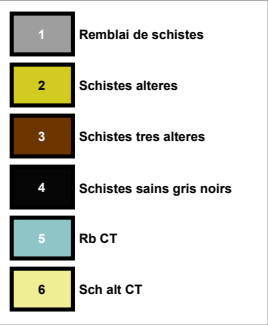 1 Remblai de schistes
2 Schistes alteres
3 Schistes tres alteres
4 Schistes sains gris noirs
5 Rb CT
6 Sch alt CT